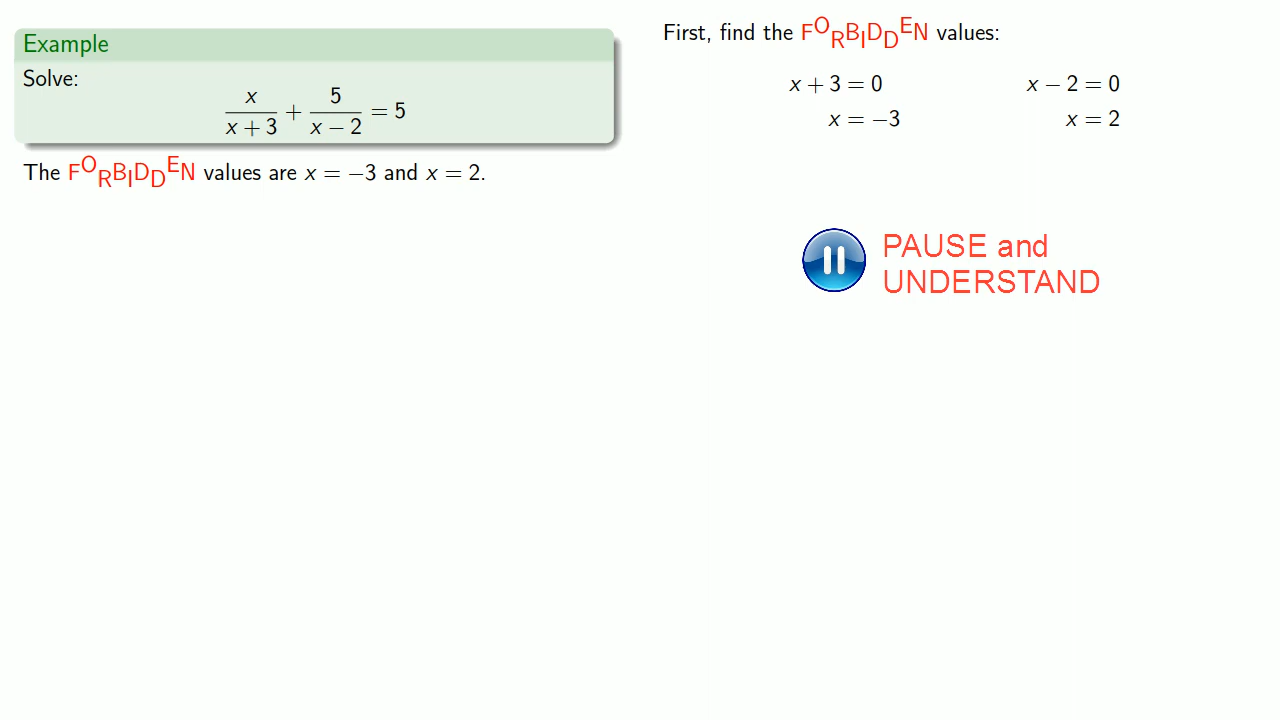 Example
Solve:
x/(x + 3) + 5/(x − 2) = 5
The FORBIDDEN values are x = −3 and x = 2.
First, find the FORBIDDEN values:
x + 3 = 0
x = −3
x − 2 = 0
x = 2
PAUSE and
UNDERSTAND